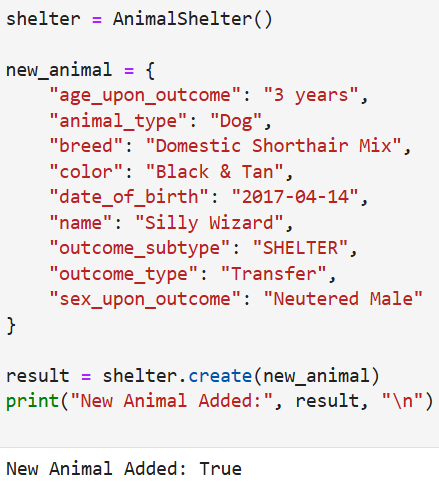 shelter = AnimalShelter()
new_animal = {
    "age_upon_outcome": "3 years",
    "animal_type": "Dog",
    "breed": "Domestic Shorthair Mix",
    "color": "Black & Tan",
    "date_of_birth": "2017-04-14",
    "name": "Silly Wizard",
    "outcome_subtype": "SHELTER",
    "outcome_type": "Transfer",
    "sex_upon_outcome": "Neutered Male"
}
result = shelter.create(new_animal)
print("New Animal Added:", result, "\n")
New Animal Added: True